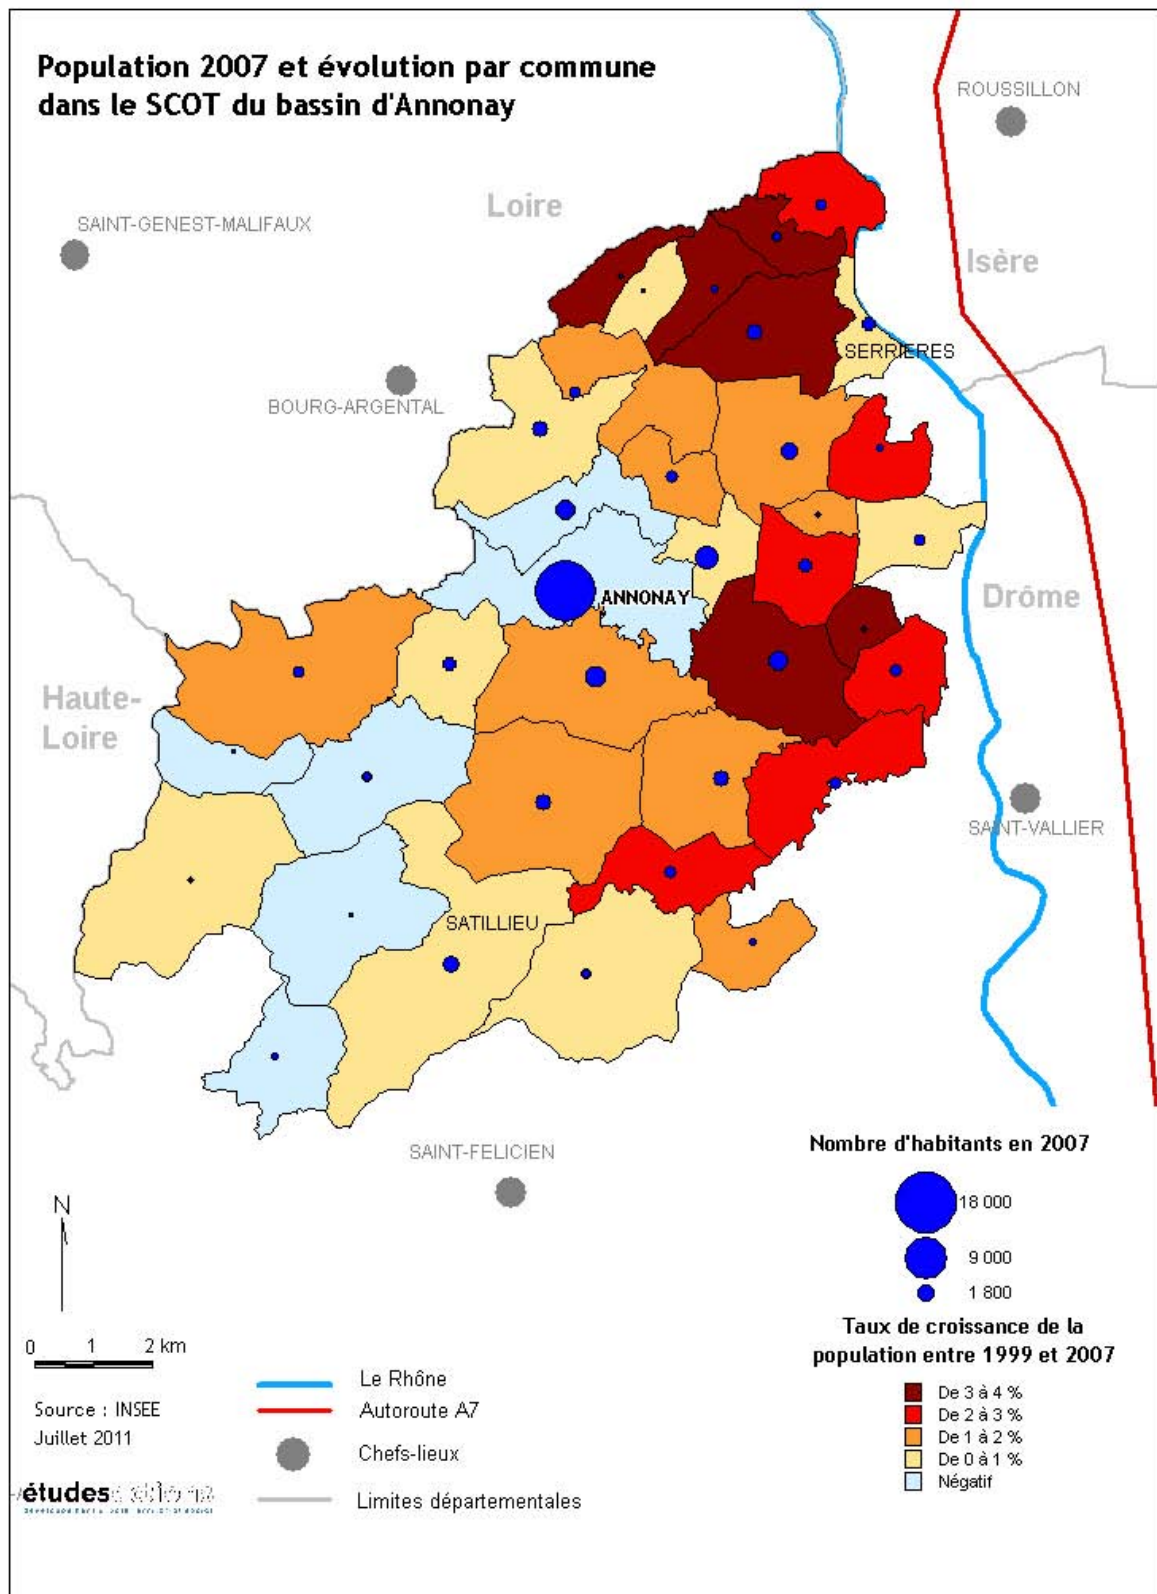 Population 2007 et évolution par commune
dans le SCOT du bassin d'Annonay
ROUSSILLON
Loire
SAINT-GENEST-MALIFAUX
Isère
SERRIERES
BOURG-ARGENTAL
ANNONAY
Drôme
Haute-
Loire
SAINT-VALLIER
SATILLIEU
SAINT-FELICIEN
Nombre d'habitants en 2007
18 000
9 000
1 800
N
0 1 2 km
Taux de croissance de la
population entre 1999 et 2007
De 3 à 4 %
De 2 à 3 %
De 1 à 2 %
De 0 à 1 %
Négatif
Le Rhône
Autoroute A7
Chefs-lieux
Limites départementales
Source : INSEE
Juillet 2011
études